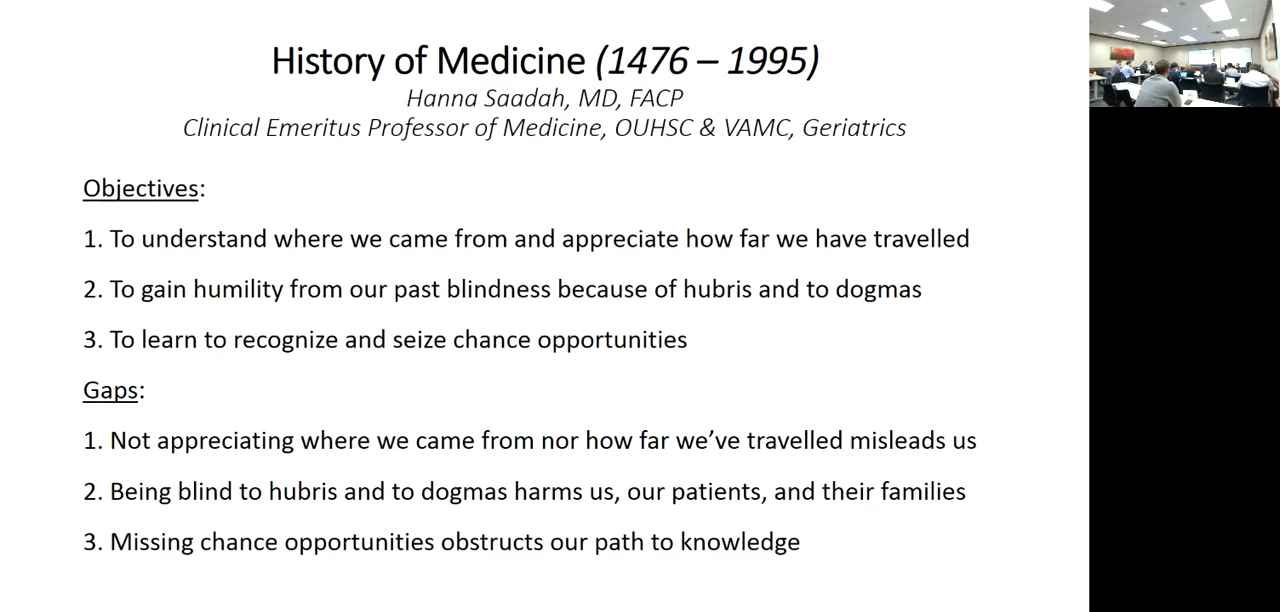 History of Medicine (1476 – 1995)
Hanna Saadah, MD, FACP
Clinical Emeritus Professor of Medicine, OUHSC & VAMC, Geriatrics
Objectives:
1. To understand where we came from and appreciate how far we have travelled
2. To gain humility from our past blindness because of hubris and to dogmas
3. To learn to recognize and seize chance opportunities
Gaps:
1. Not appreciating where we came from nor how far we’ve travelled misleads us
2. Being blind to hubris and to dogmas harms us, our patients, and their families
3. Missing chance opportunities obstructs our path to knowledge